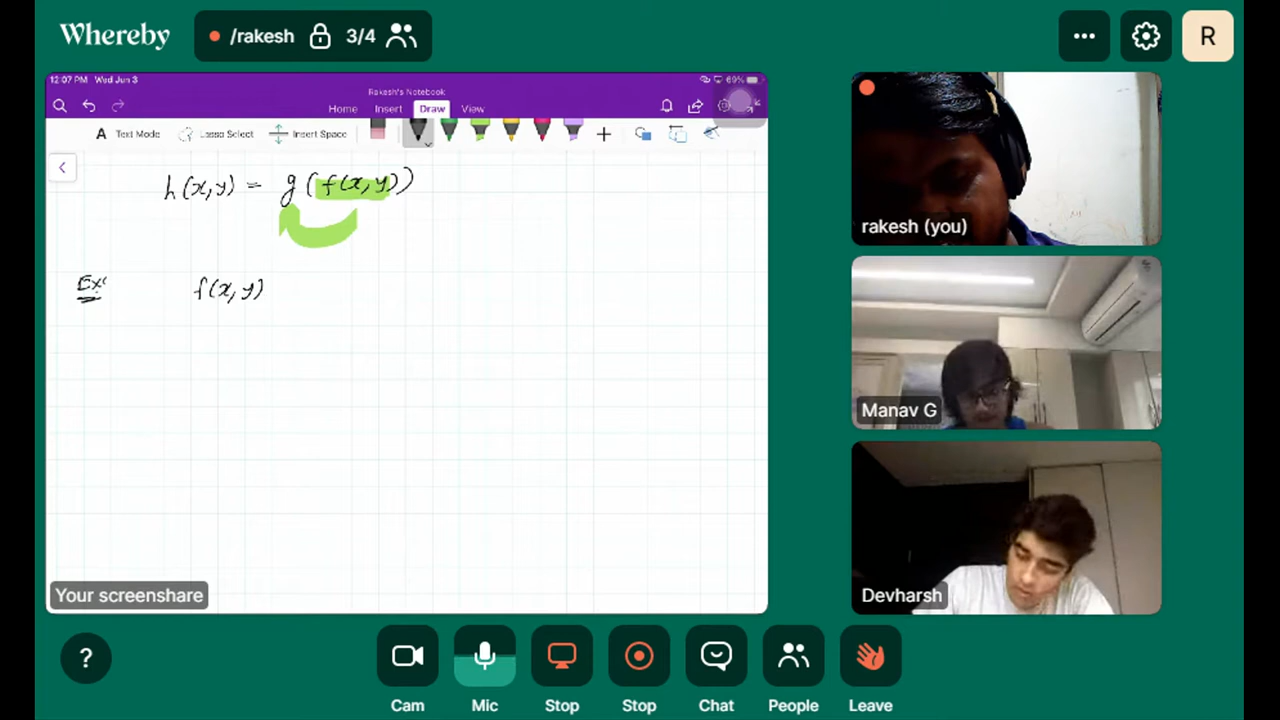 Whereby
/rakesh 3/4
R
12:07 PM Wed Jun 3
69%
Rakesh's Notebook
Home Insert Draw View
A Text Mode Lasso Select Insert Space
h(x,y) = g(f(x,y))
Ex:
f(x,y)
rakesh (you)
Manav G
Devharsh
Your screenshare
?
Cam Mic Stop Stop Chat People Leave